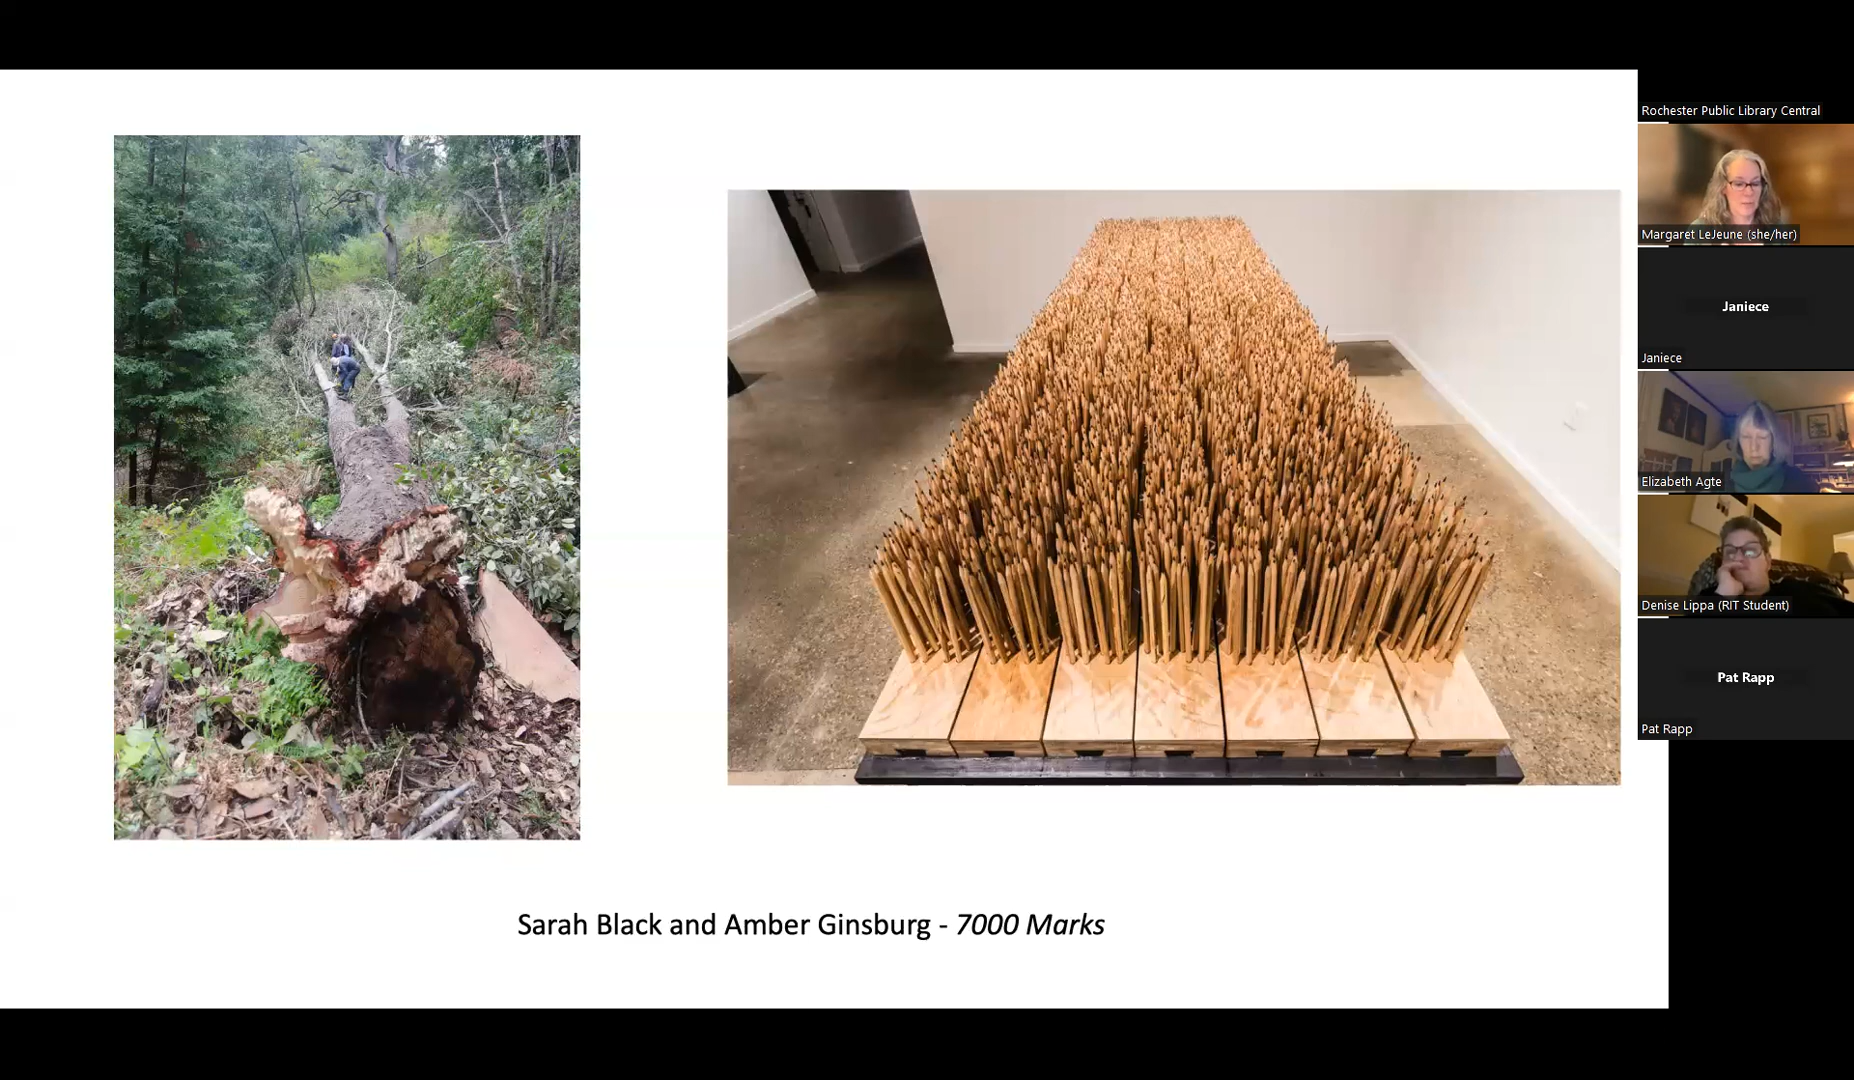 Rochester Public Library Central
Margaret LeJeune (she/her)
Janiece
Janiece
Elizabeth Agte
Denise Lippa (RIT Student)
Pat Rapp
Pat Rapp
Sarah Black and Amber Ginsburg - 7000 Marks